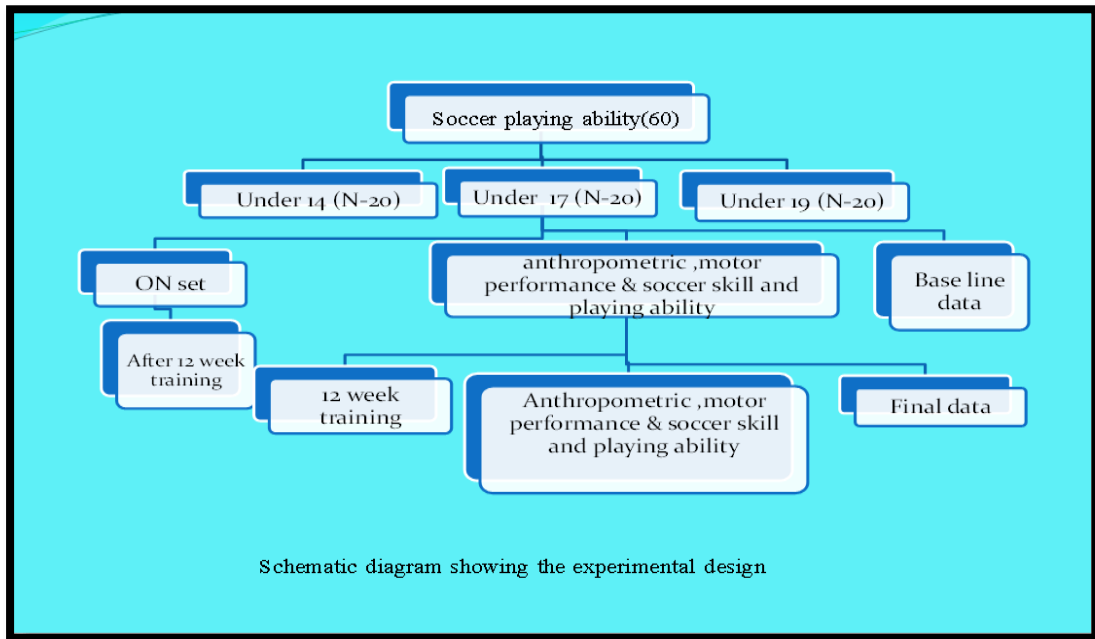 Soccer playing ability(60)
Under 14 (N-20)
Under 17 (N-20)
Under 19 (N-20)
ON set
anthropometric ,motor
performance & soccer skill and
playing ability
Base line
data
After 12 week
training
12 week
training
Anthropometric ,motor
performance & soccer skill
and playing ability
Final data
Schematic diagram showing the experimental design